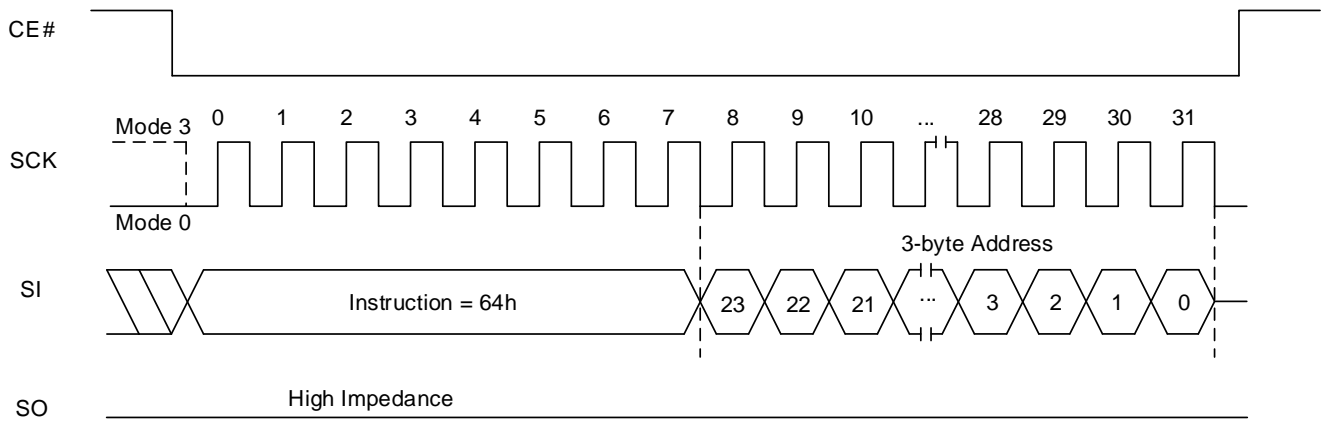 CE#
Mode 3 0 1 2 3 4 5 6 7 8 9 10 ... 28 29 30 31
SCK
Mode 0
3-byte Address
SI Instruction = 64h 23 22 21 ... 3 2 1 0
High Impedance
SO